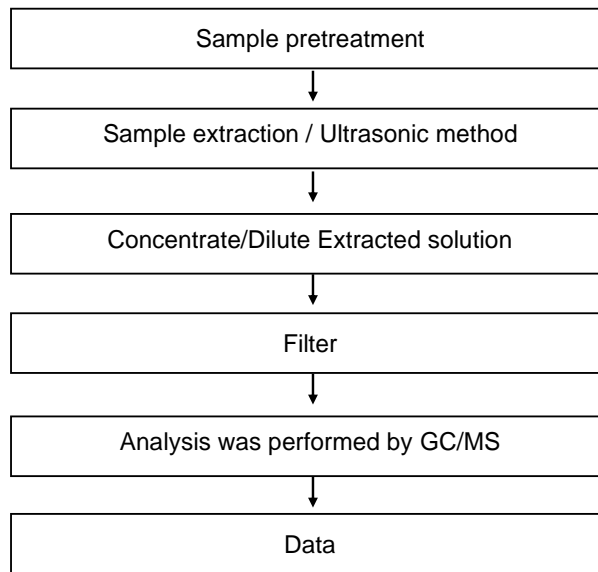 Sample pretreatment
Sample extraction / Ultrasonic method
Concentrate/Dilute Extracted solution
Filter
Analysis was performed by GC/MS
Data